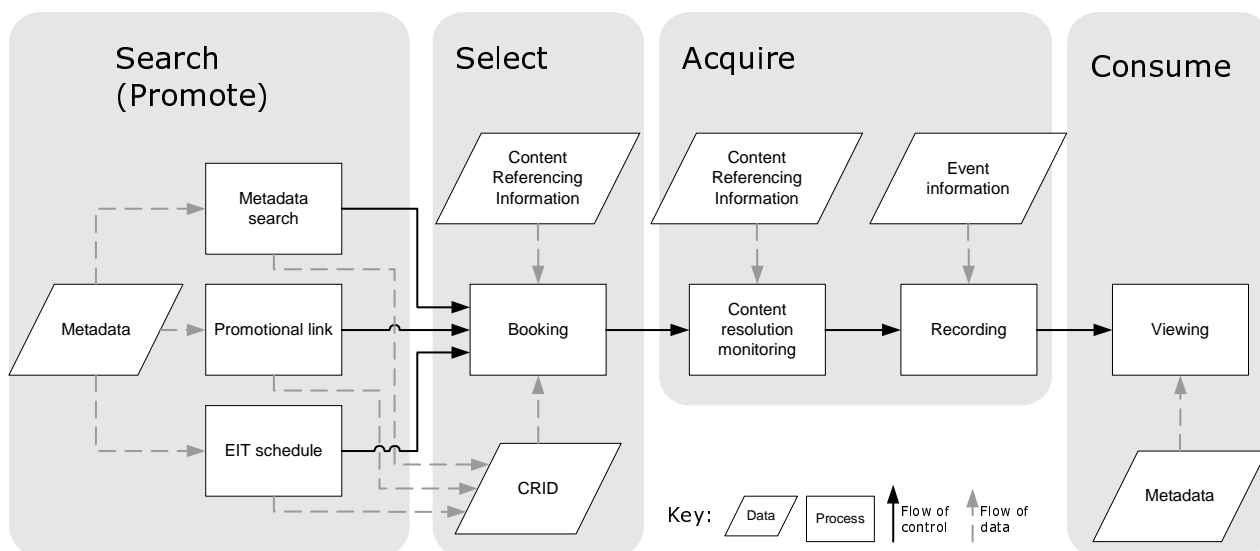 Search
(Promote)
Select
Acquire
Consume
Content
Referencing
Information
Content
Referencing
Information
Event
information
Metadata
search
Metadata
Promotional link
Booking
Content
resolution
monitoring
Recording
Viewing
EIT schedule
CRID
Metadata
Key:
Data
Process
Flow of
control
Flow of
data